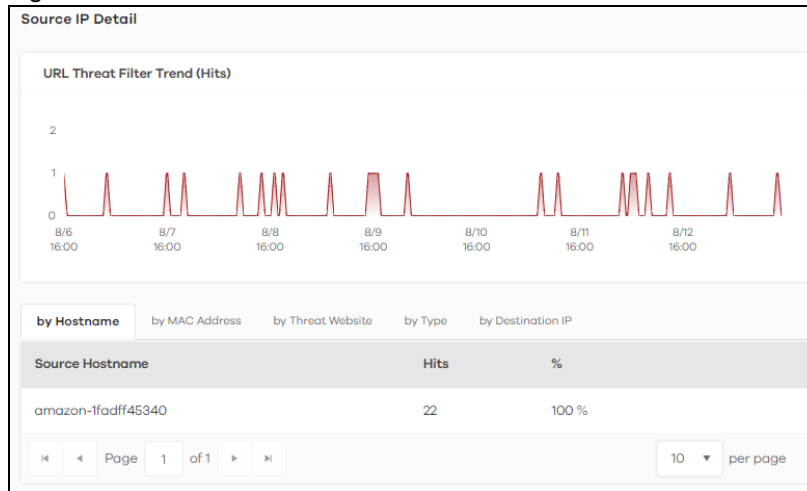 Source IP Detail
URL Threat Filter Trend (Hits)
2
1
0
8/6 8/7 8/8 8/9 8/10 8/11 8/12
16:00 16:00 16:00 16:00 16:00 16:00 16:00
by Hostname by MAC Address by Threat Website by Type by Destination IP
Source Hostname Hits %
amazon-1fadff45340 22 100 %
Page 1 of 1 10 per page